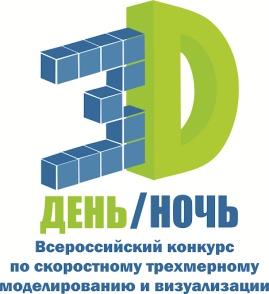 3D
ДЕНЬ/НОЧЬ
Всероссийский конкурс
по скоростному трехмерному
моделированию и визуализации